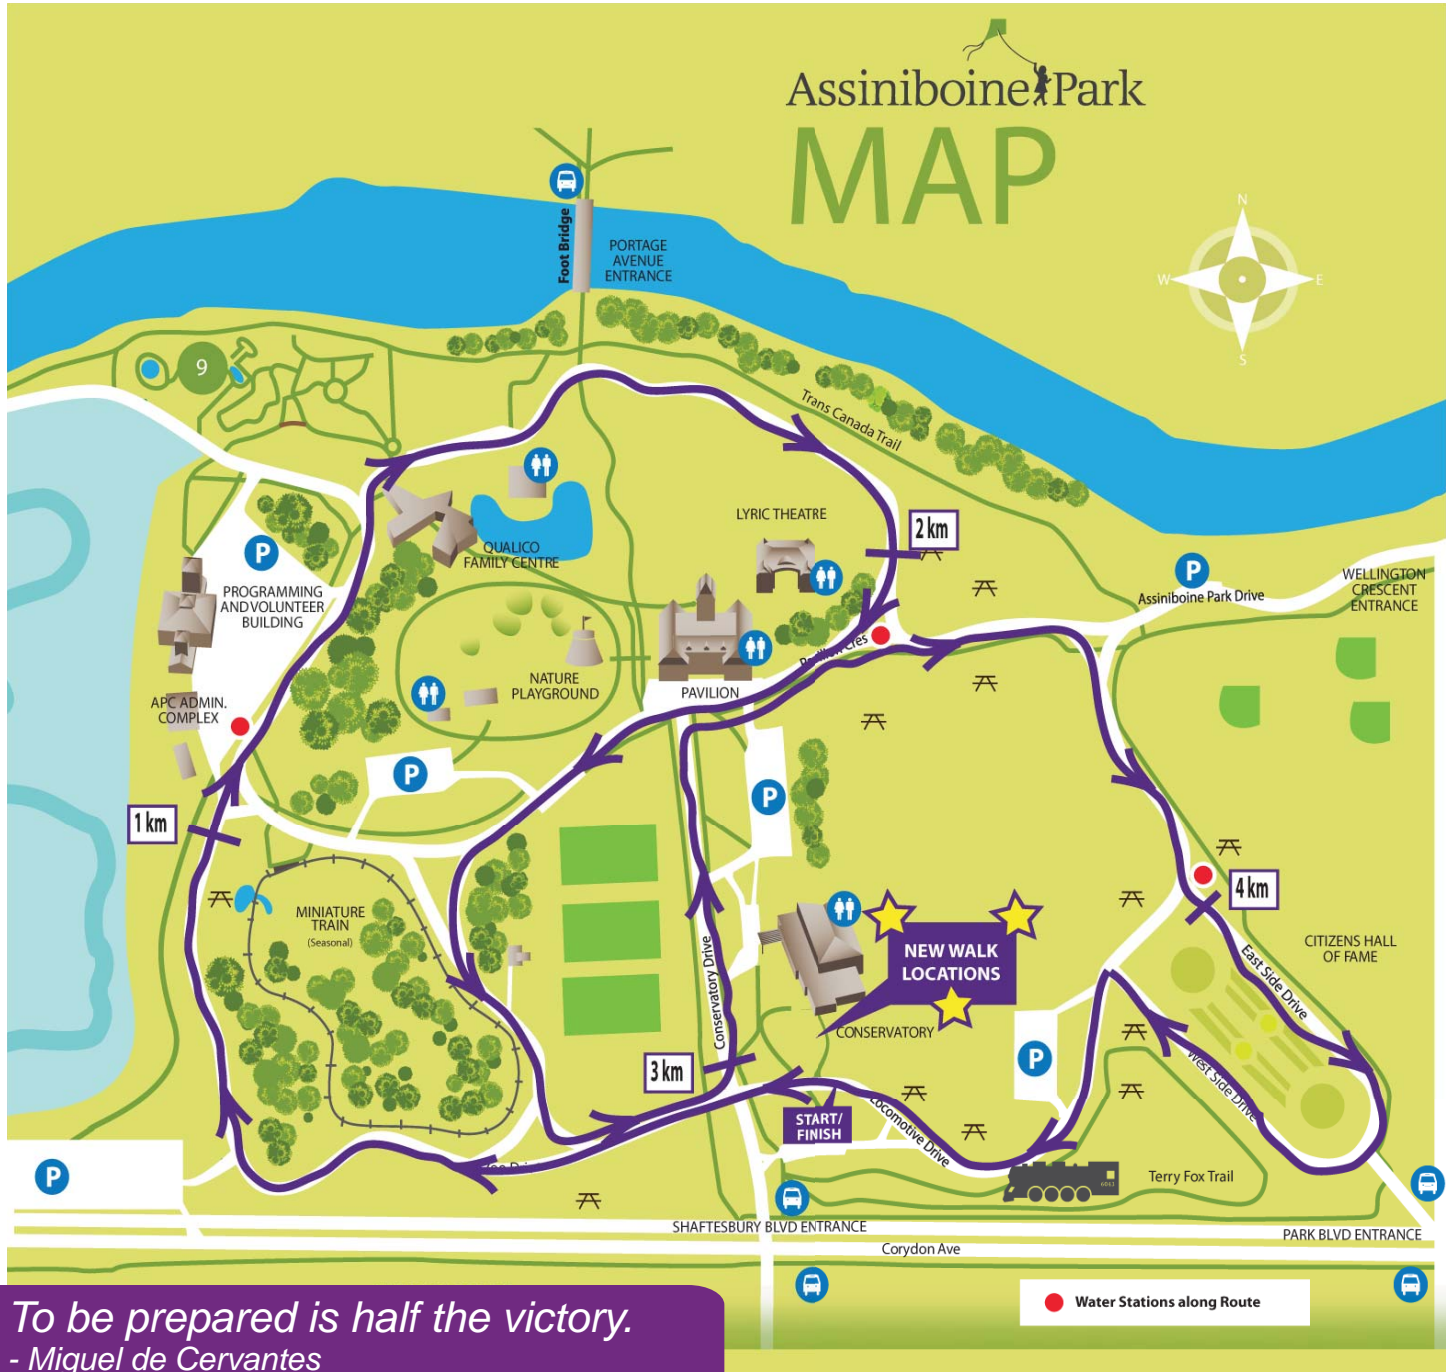 Assiniboine Park
MAP
N
W
E
S
Foot Bridge
PORTAGE
AVENUE
ENTRANCE
9
Trans Canada Trail
LYRIC THEATRE
2 km
QUALICO
FAMILY CENTRE
P
P
WELLINGTON
CRESCENT
ENTRANCE
Assiniboine Park Drive
PROGRAMMING
AND VOLUNTEER
BUILDING
Pavilion Cres
NATURE
PLAYGROUND
PAVILION
APC ADMIN.
COMPLEX
P
P
1 km
4 km
MINIATURE
TRAIN
(Seasonal)
NEW WALK
LOCATIONS
CITIZENS HALL
OF FAME
East Side Drive
Conservatory Drive
CONSERVATORY
P
West Side Drive
3 km
START/
FINISH
Locomotive Drive
P
Terry Fox Trail
SHAFTESBURY BLVD ENTRANCE
PARK BLVD ENTRANCE
Corydon Ave
Water Stations along Route
To be prepared is half the victory.
- Miguel de Cervantes